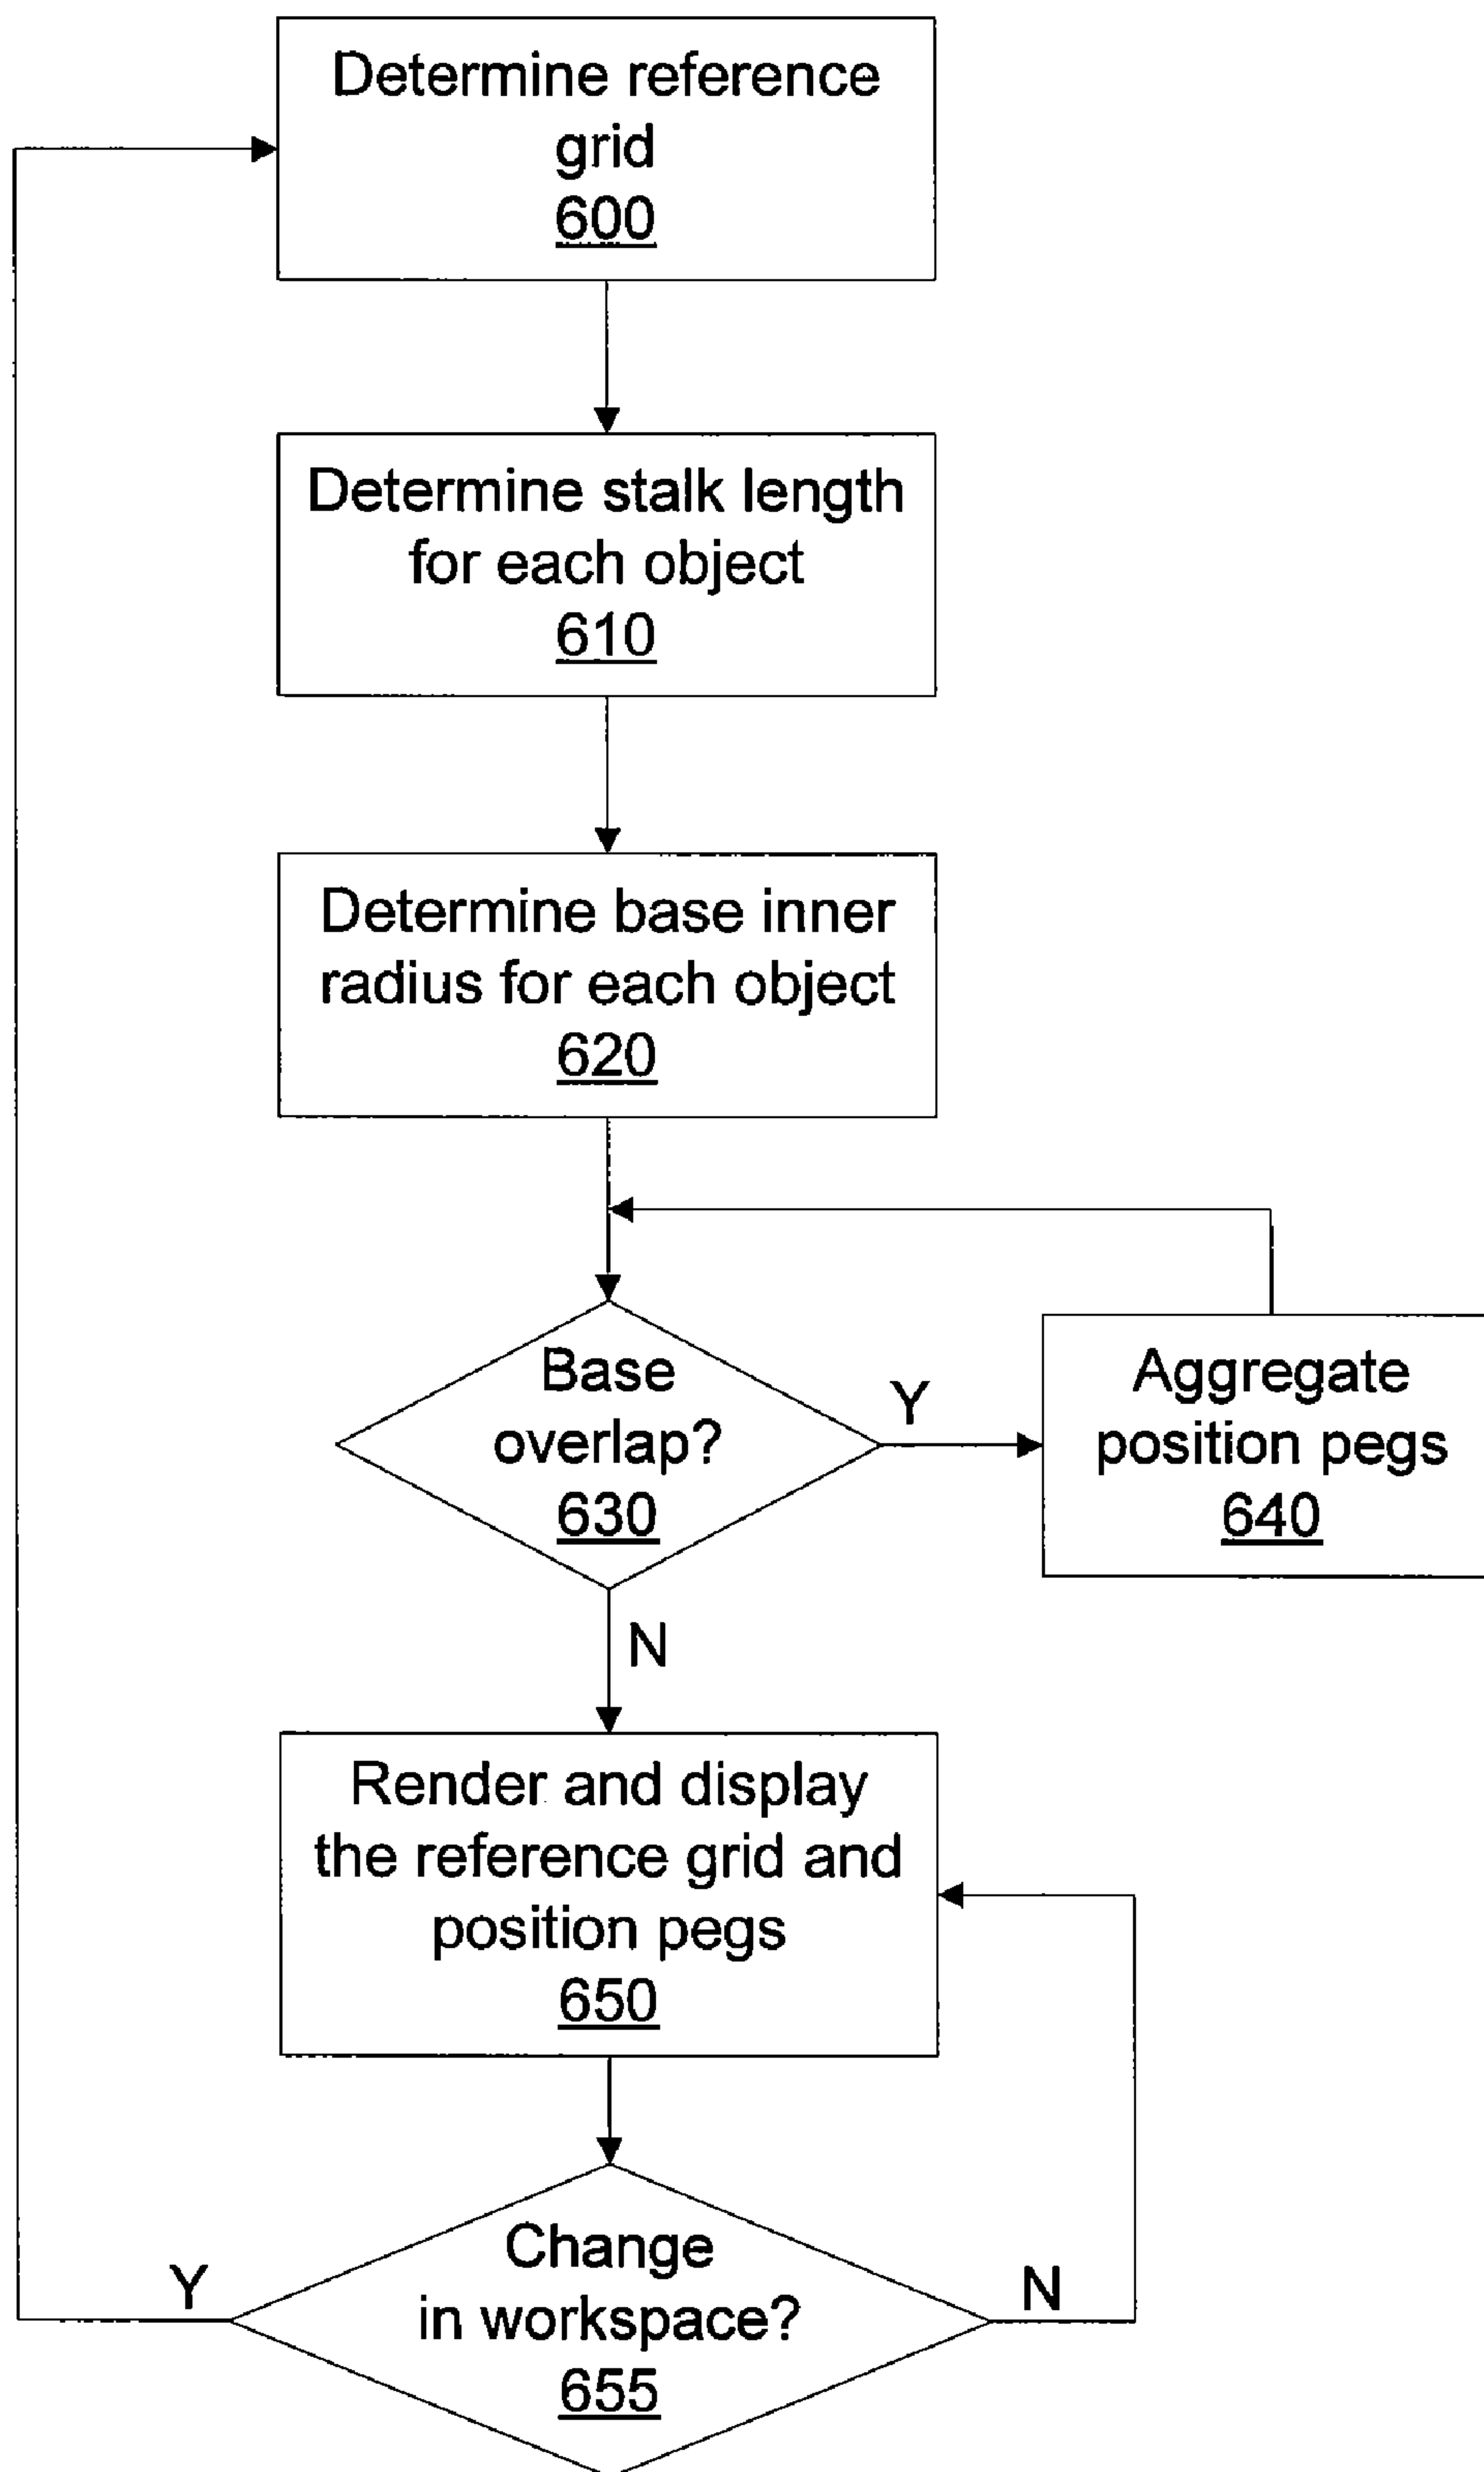 Determine reference
grid
600
Determine stalk length
for each object
610
Determine base inner
radius for each object
620
Base
overlap?
630
Y
Aggregate
position pegs
640
N
Render and display
the reference grid and
position pegs
650
Change
in workspace?
655
Y
N